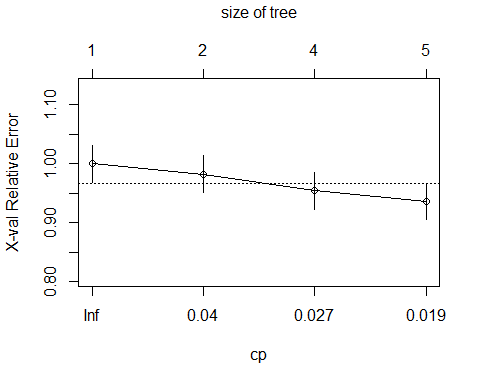 size of tree
1 2 4 5
X-val Relative Error
1.10
1.00
0.90
0.80
Inf 0.04 0.027 0.019
cp